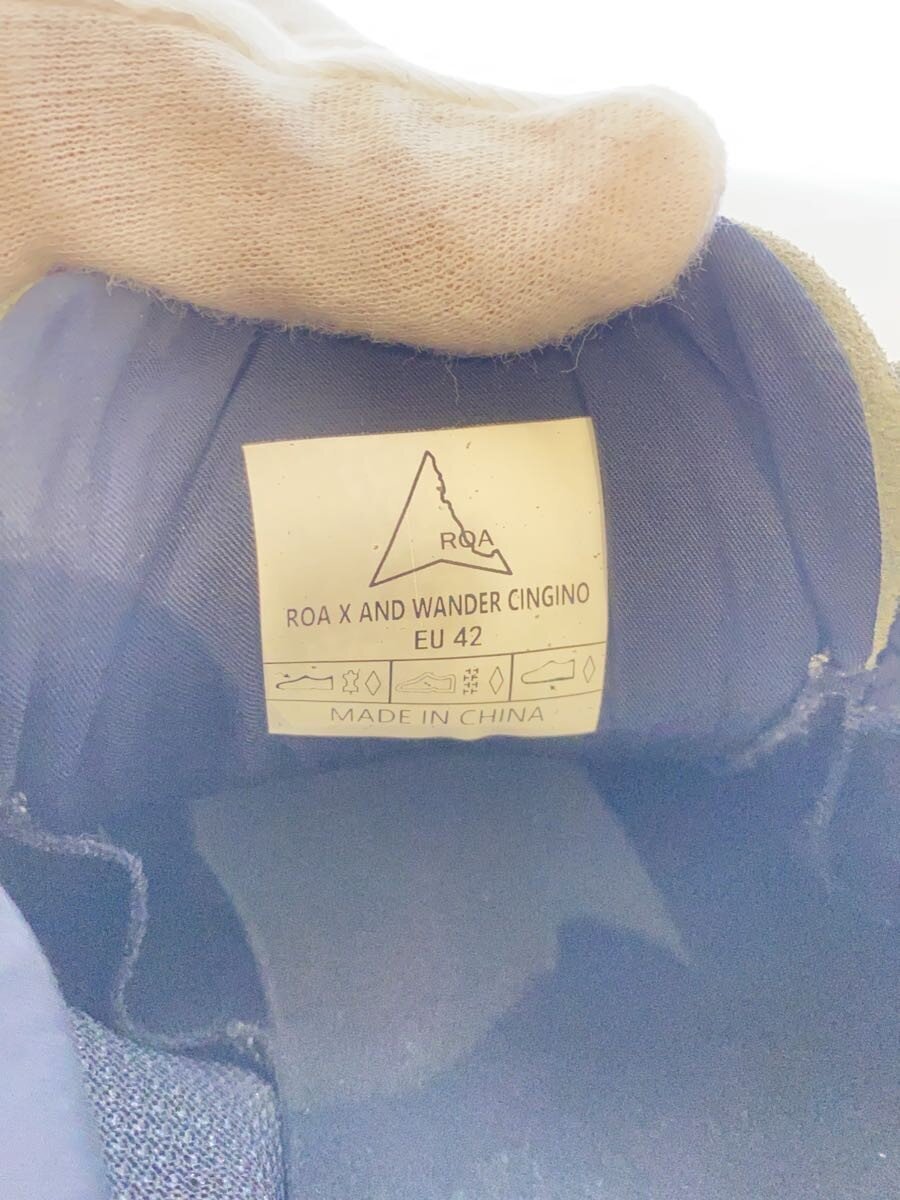 ROA
ROA X AND WANDER CINGINO
EU 42
MADE IN CHINA